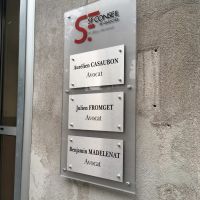 CONSEIL
Aurélien CASAUBON
Avocat
Julien FROMGET
Avocat
Benjamin MADELENAT
Avocat